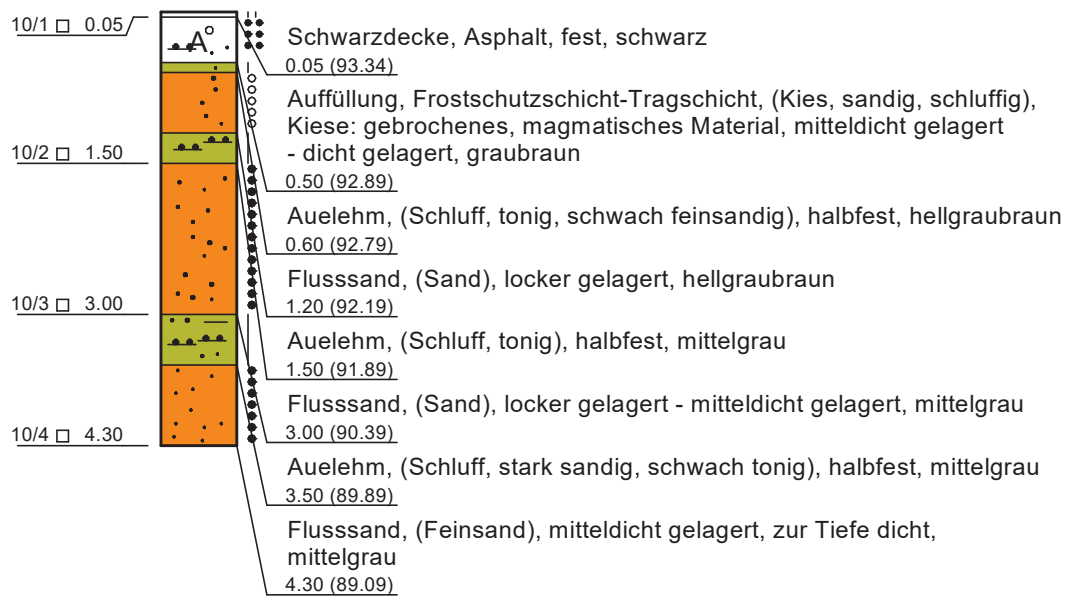 10/1 0.05
A
Schwarzdecke, Asphalt, fest, schwarz
0.05 (93.34)
Auffüllung, Frostschutzschicht-Tragschicht, (Kies, sandig, schluffig),
Kiese: gebrochenes, magmatisches Material, mitteldicht gelagert
- dicht gelagert, graubraun
10/2 1.50
0.50 (92.89)
Auelehm, (Schluff, tonig, schwach feinsandig), halbfest, hellgraubraun
0.60 (92.79)
Flusssand, (Sand), locker gelagert, hellgraubraun
10/3 3.00
1.20 (92.19)
Auelehm, (Schluff, tonig), halbfest, mittelgrau
1.50 (91.89)
Flusssand, (Sand), locker gelagert - mitteldicht gelagert, mittelgrau
10/4 4.30
3.00 (90.39)
Auelehm, (Schluff, stark sandig, schwach tonig), halbfest, mittelgrau
3.50 (89.89)
Flusssand, (Feinsand), mitteldicht gelagert, zur Tiefe dicht,
mittelgrau
4.30 (89.09)